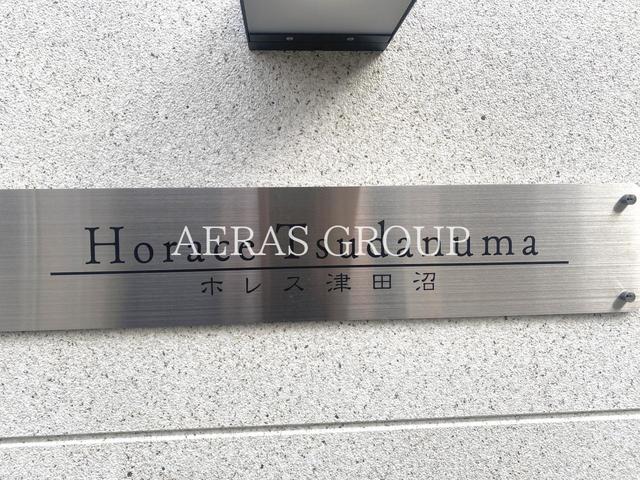 Horace Tsudanuma
AERAS GROUP
ホレス津田沼